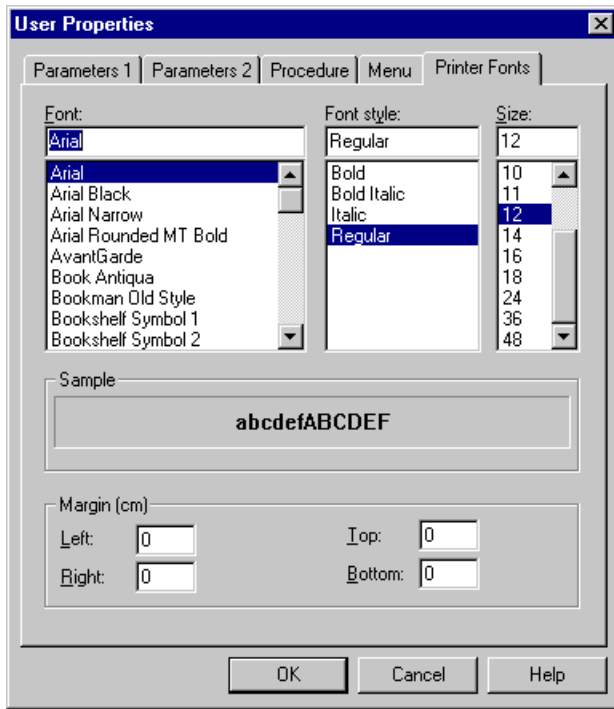 User Properties
Parameters 1 Parameters 2 Procedure Menu Printer Fonts
Font: Font style: Size:
Arial Regular 12
Arial Bold 10
Arial Black Bold Italic 11
Arial Narrow Italic 12
Arial Rounded MT Bold Regular 14
AvantGarde 16
Book Antiqua 18
Bookman Old Style 24
Bookshelf Symbol 1 36
Bookshelf Symbol 2 48
Sample
abcdefABCDEF
Margin (cm)
Left: 0 Top: 0
Right: 0 Bottom: 0
OK Cancel Help